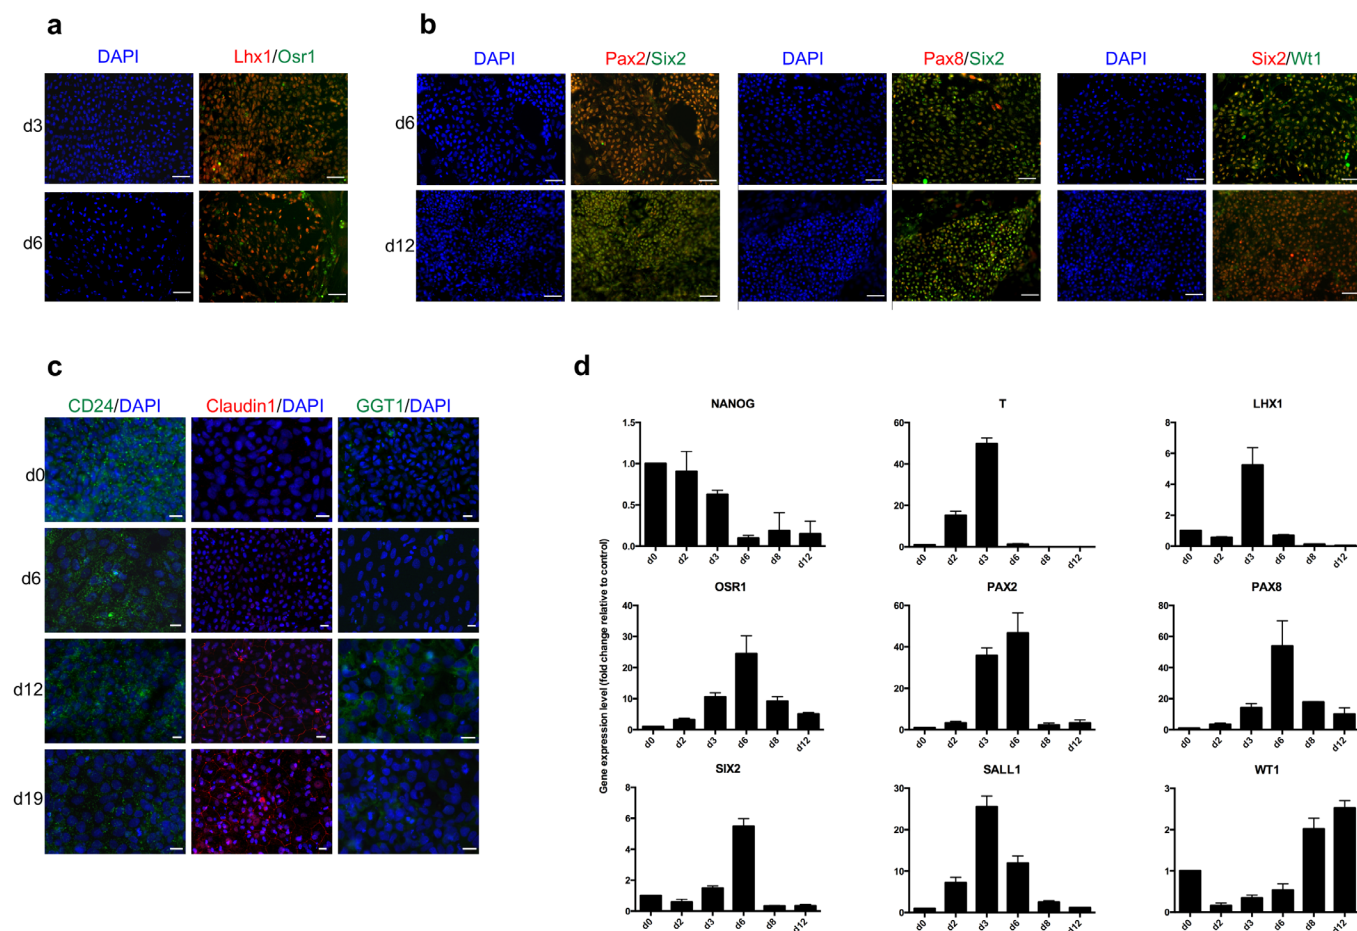 a
DAPI Lhx1/Osr1
d3
d6
b
DAPI Pax2/Six2 DAPI Pax8/Six2 DAPI Six2/Wt1
d6
d12
c
CD24/DAPI Claudin1/DAPI GGT1/DAPI
d0
d6
d12
d19
d
Gene expression level (fold change relative to control)
NANOG
1.5
1.0
0.5
0.0
d0 d2 d3 d6 d8 d12
T
60
40
20
0
d0 d2 d3 d6 d8 d12
LHX1
8
6
4
2
0
d0 d2 d3 d6 d8 d12
OSR1
40
30
20
10
0
d0 d2 d3 d6 d8 d12
PAX2
60
40
20
0
d0 d2 d3 d6 d8 d12
PAX8
80
60
40
20
0
d0 d2 d3 d6 d8 d12
SIX2
8
6
4
2
0
d0 d2 d3 d6 d8 d12
SALL1
30
20
10
0
d0 d2 d3 d6 d8 d12
WT1
3
2
1
0
d0 d2 d3 d6 d8 d12